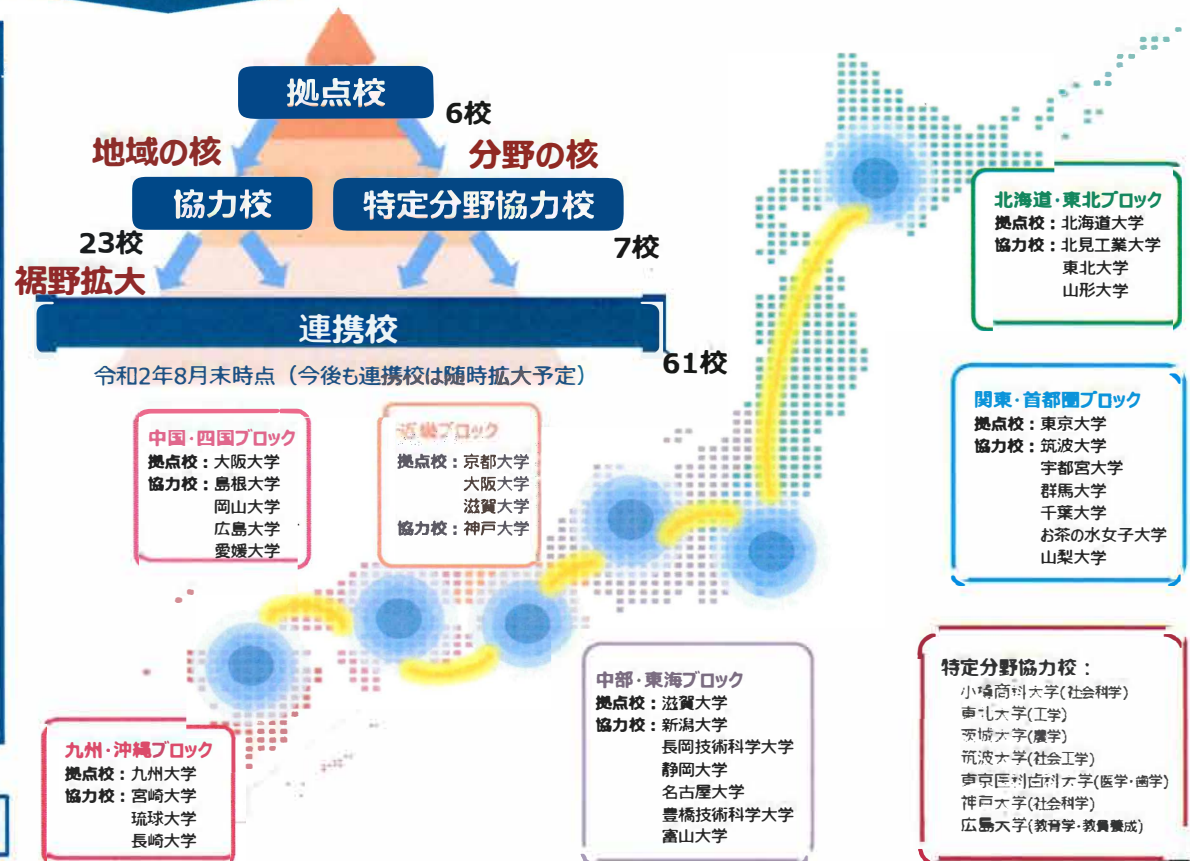 拠点校
6校
地域の核
分野の核
協力校
特定分野協力校
23校
7校
裾野拡大
連携校
61校
令和2年8月末時点（今後も連携校は随時拡大予定）
北海道・東北ブロック
拠点校：北海道大学
協力校：北見工業大学
東北大学
山形大学
関東・首都圏ブロック
拠点校：東京大学
協力校：筑波大学
宇都宮大学
群馬大学
千葉大学
お茶の水女子大学
山梨大学
中国・四国ブロック
拠点校：大阪大学
協力校：島根大学
岡山大学
広島大学
愛媛大学
近畿ブロック
拠点校：京都大学
大阪大学
滋賀大学
協力校：神戸大学
中部・東海ブロック
拠点校：滋賀大学
協力校：新潟大学
長岡技術科学大学
静岡大学
名古屋大学
豊橋技術科学大学
富山大学
特定分野協力校：
小樽商科大学(社会科学)
東北大学(工学)
茨城大学(農学)
筑波大学(社会工学)
東京医科歯科大学(医学・歯学)
神戸大学(社会科学)
広島大学(教育学・教員養成)
九州・沖縄ブロック
拠点校：九州大学
協力校：宮崎大学
琉球大学
長崎大学